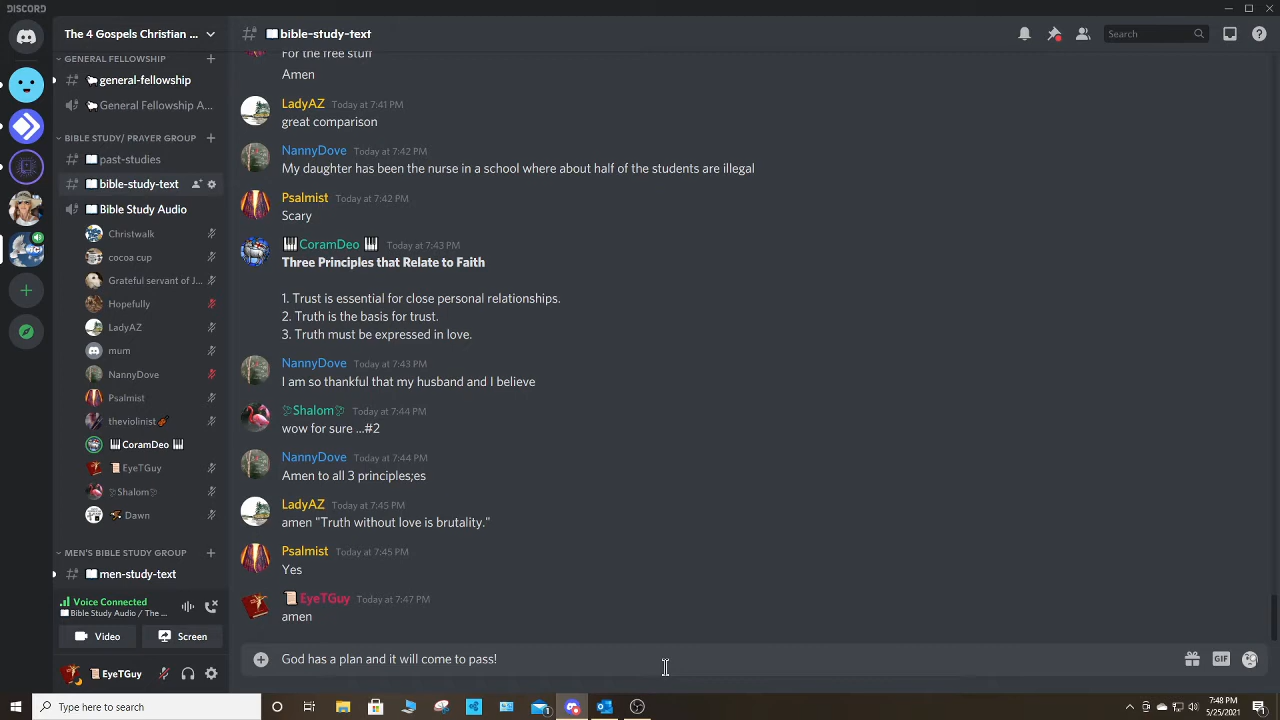 DISCORD
The 4 Gospels Christian ...
GENERAL FELLOWSHIP
general-fellowship
General Fellowship A...
BIBLE STUDY/ PRAYER GROUP
past-studies
bible-study-text
Bible Study Audio
Christwalk
cocoa cup
Grateful servant of J...
Hopefully
LadyAZ
mum
NannyDove
Psalmist
theviolinist
CoramDeo
EyeTGuy
Shalom
Dawn
MEN'S BIBLE STUDY GROUP
men-study-text
Voice Connected
Bible Study Audio / The ...
Video
Screen
EyeTGuy
bible-study-text
Search
For the free stuff
Amen
LadyAZ Today at 7:41 PM
great comparison
NannyDove Today at 7:42 PM
My daughter has been the nurse in a school where about half of the students are illegal
Psalmist Today at 7:42 PM
Scary
CoramDeo Today at 7:43 PM
Three Principles that Relate to Faith
1. Trust is essential for close personal relationships.
2. Truth is the basis for trust.
3. Truth must be expressed in love.
NannyDove Today at 7:43 PM
I am so thankful that my husband and I believe
Shalom Today at 7:44 PM
wow for sure ...#2
NannyDove Today at 7:44 PM
Amen to all 3 principles;es
LadyAZ Today at 7:45 PM
amen "Truth without love is brutality."
Psalmist Today at 7:45 PM
Yes
EyeTGuy Today at 7:47 PM
amen
God has a plan and it will come to pass!
GIF
Type here to search
7:48 PM
5/25/2021